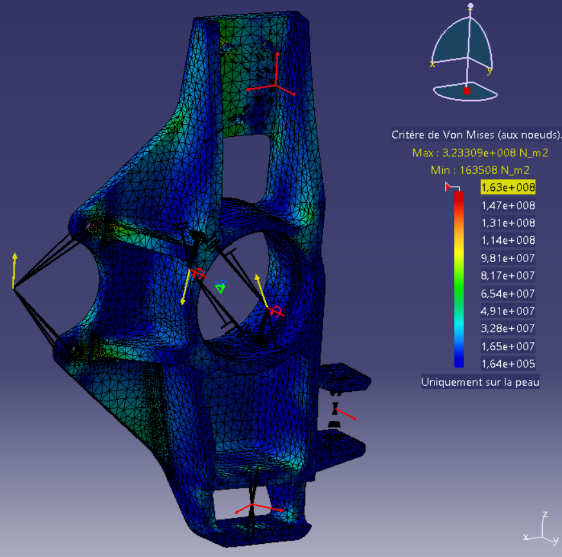 z
x
y
Critère de Von Mises (aux noeuds).
Max : 3,23309e+008 N_m2
Min : 163508 N_m2
1,63e+008
1,47e+008
1,31e+008
1,14e+008
9,81e+007
8,17e+007
6,54e+007
4,91e+007
3,28e+007
1,65e+007
1,64e+005
Uniquement sur la peau
z
x
y